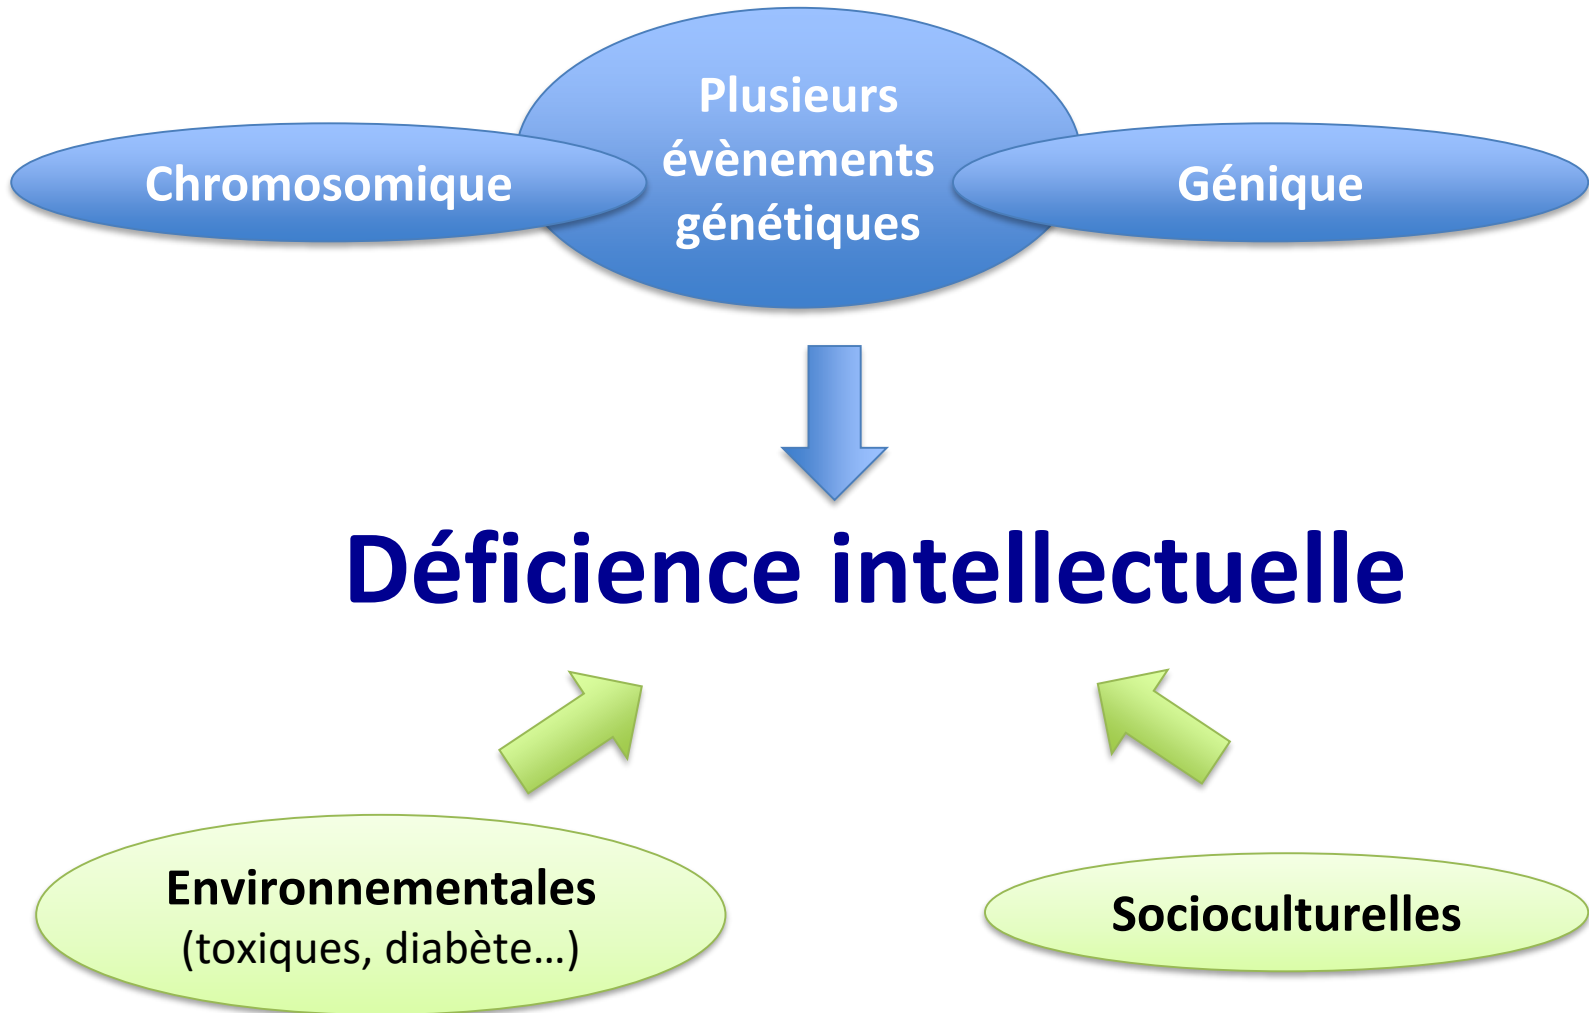 Plusieurs
évènements
génétiques
Chromosomique
Génique
Déficience intellectuelle
Environnementales
(toxiques, diabète...)
Socioculturelles